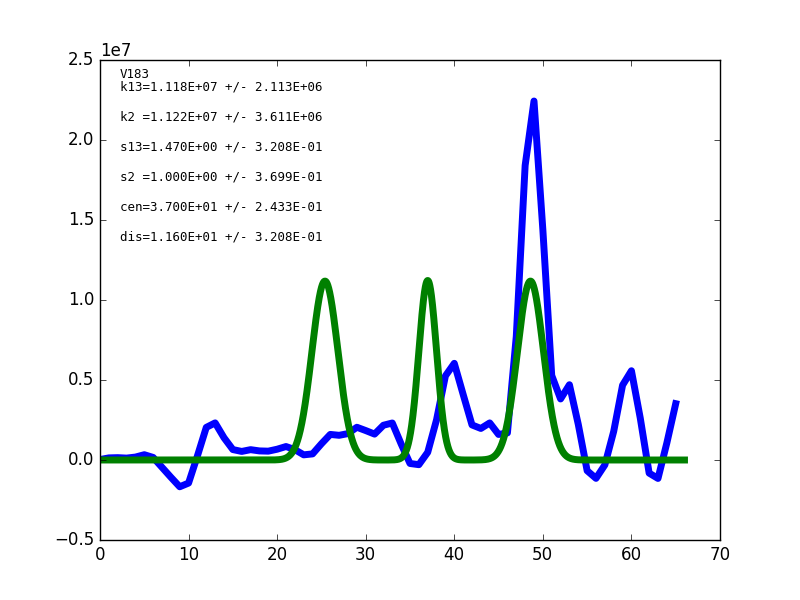 1e7
2.5
2.0
1.5
1.0
0.5
0.0
−0.5
V183
k13=1.118E+07 +/- 2.113E+06
k2 =1.122E+07 +/- 3.611E+06
s13=1.470E+00 +/- 3.208E-01
s2 =1.000E+00 +/- 3.699E-01
cen=3.700E+01 +/- 2.433E-01
dis=1.160E+01 +/- 3.208E-01
0 10 20 30 40 50 60 70